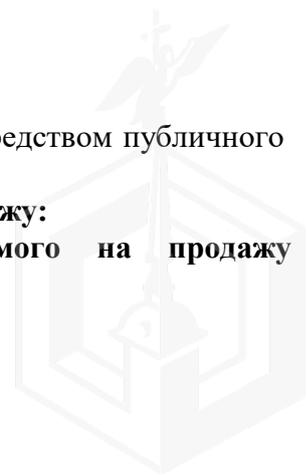 редством публичного
жу:
мого на продажу